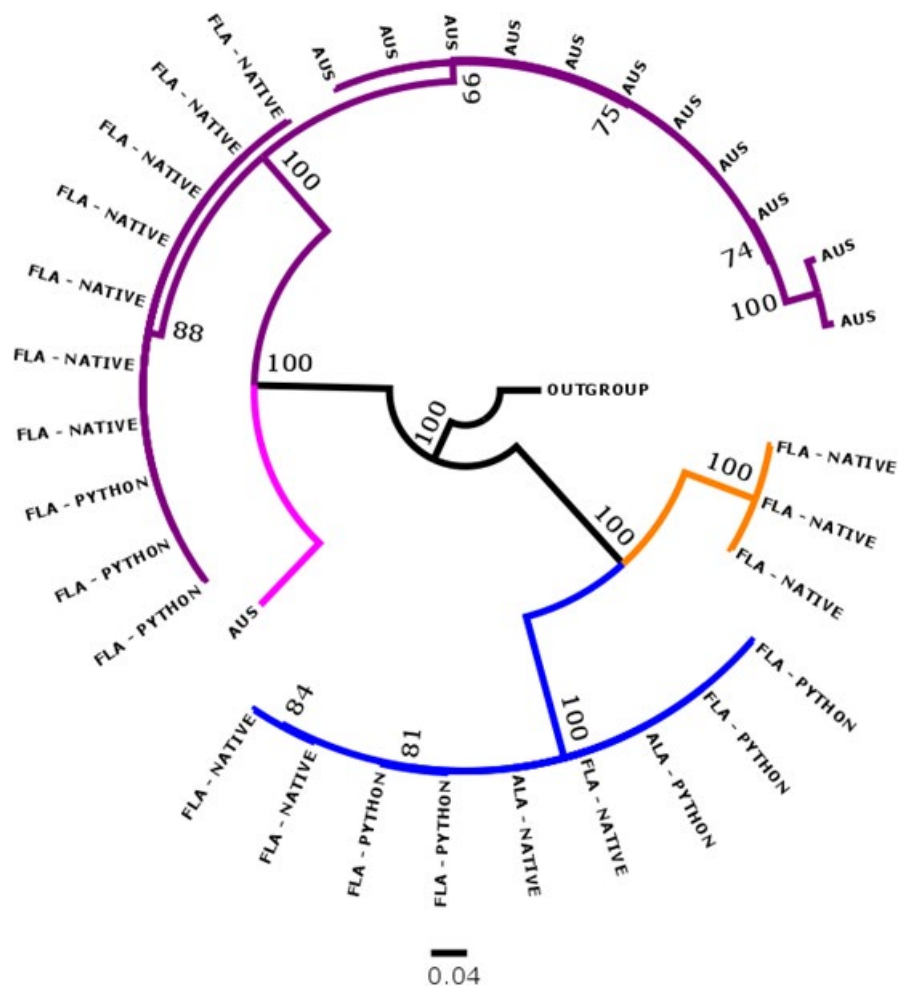 AUS
AUS
AUS
AUS
AUS
AUS
AUS
AUS
AUS
AUS
AUS
FLA - NATIVE
FLA - NATIVE
FLA - NATIVE
FLA - NATIVE
FLA - NATIVE
FLA - NATIVE
FLA - NATIVE
FLA - PYTHON
FLA - PYTHON
FLA - PYTHON
AUS
66
75
74
100
100
88
100
100
OUTGROUP
100
100
FLA - NATIVE
FLA - NATIVE
FLA - NATIVE
FLA - PYTHON
FLA - PYTHON
ALA - PYTHON
FLA - NATIVE
ALA - NATIVE
FLA - PYTHON
FLA - PYTHON
FLA - NATIVE
FLA - NATIVE
100
81
84
0.04